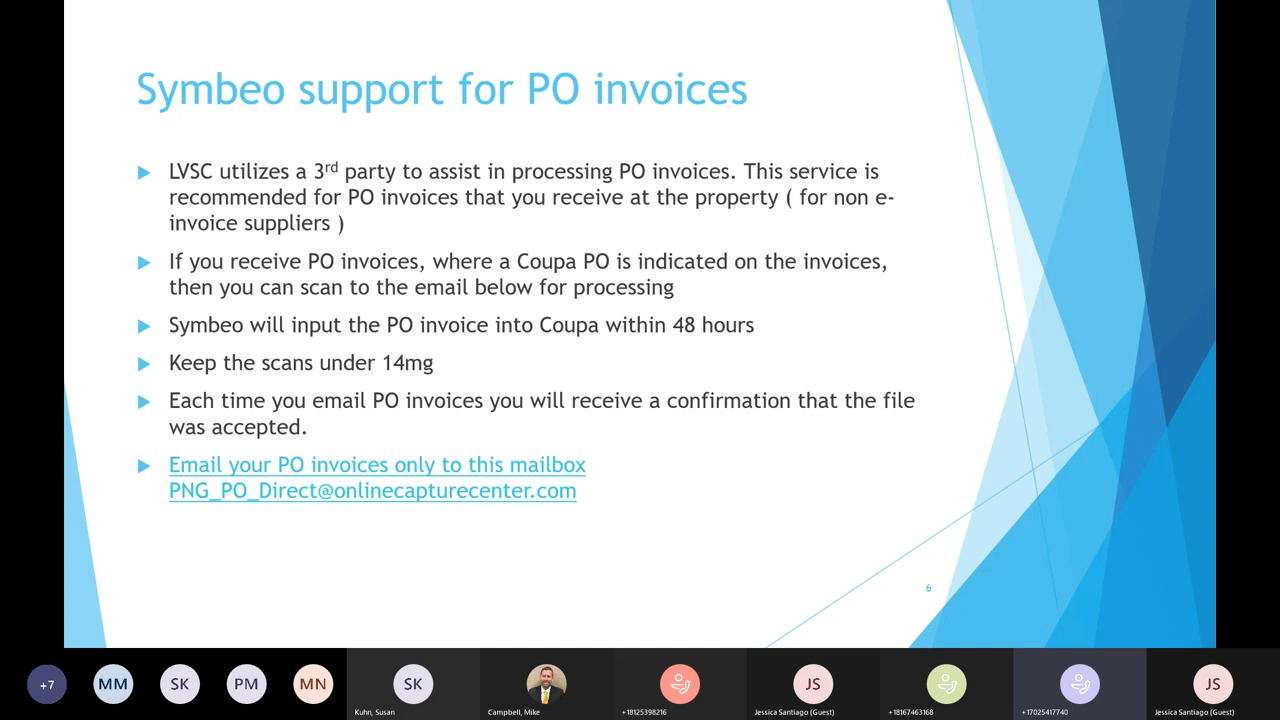 Symbeo support for PO invoices
LVSC utilizes a 3rd party to assist in processing PO invoices. This service is
recommended for PO invoices that you receive at the property ( for non e-
invoice suppliers )
If you receive PO invoices, where a Coupa PO is indicated on the invoices,
then you can scan to the email below for processing
Symbeo will input the PO invoice into Coupa within 48 hours
Keep the scans under 14mg
Each time you email PO invoices you will receive a confirmation that the file
was accepted.
Email your PO invoices only to this mailbox
PNG_PO_Direct@onlinecapturecenter.com
6
+7 MM SK PM MN SK JS JS
Kuhn, Susan Campbell, Mike +18125398216 Jessica Santiago (Guest) +18167463168 +17025417740 Jessica Santiago (Guest)